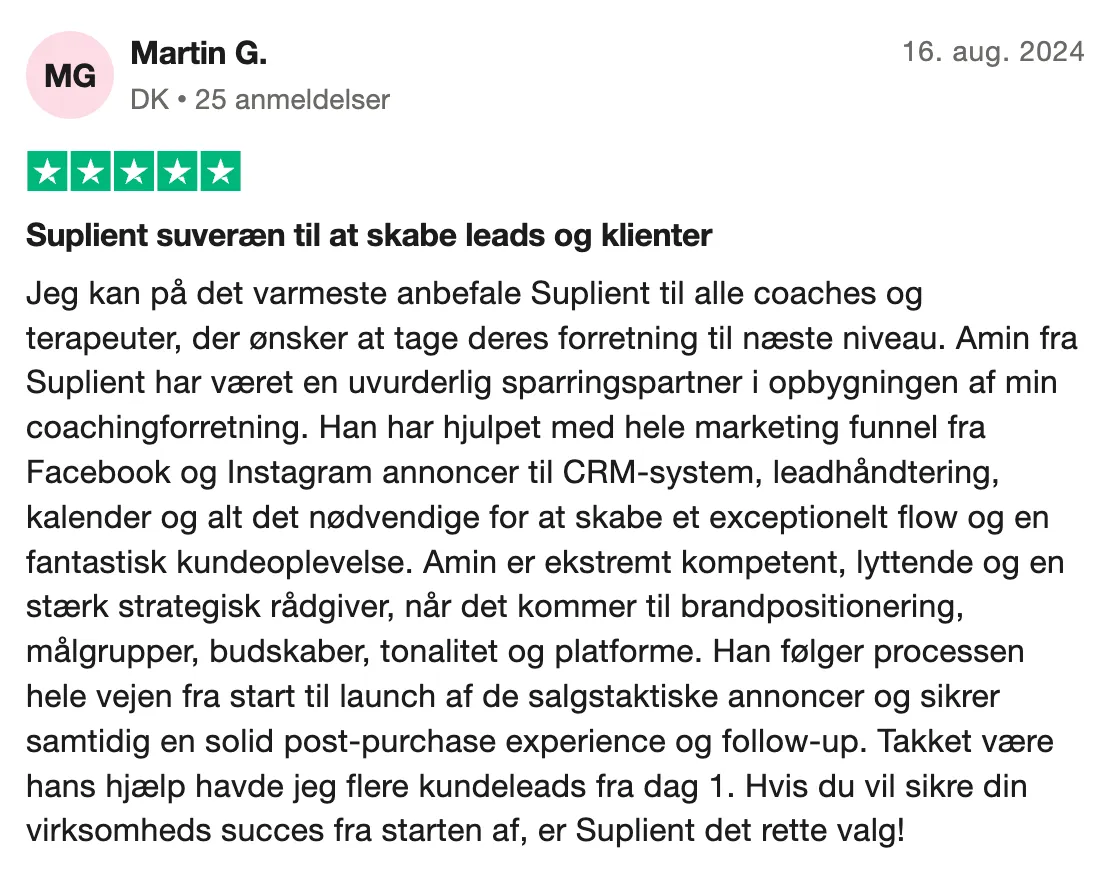 MG
Martin G.
16. aug. 2024
DK • 25 anmeldelser
Suplient suveræn til at skabe leads og klienter
Jeg kan på det varmeste anbefale Suplient til alle coaches og
terapeuter, der ønsker at tage deres forretning til næste niveau. Amin fra
Suplient har været en uvurderlig sparringspartner i opbygningen af min
coachingforretning. Han har hjulpet med hele marketing funnel fra
Facebook og Instagram annoncer til CRM-system, leadhåndtering,
kalender og alt det nødvendige for at skabe et exceptionelt flow og en
fantastisk kundeoplevelse. Amin er ekstremt kompetent, lyttende og en
stærk strategisk rådgiver, når det kommer til brandpositionering,
målgrupper, budskaber, tonalitet og platforme. Han følger processen
hele vejen fra start til launch af de salgstaktiske annoncer og sikrer
samtidig en solid post-purchase experience og follow-up. Takket være
hans hjælp havde jeg flere kundeleads fra dag 1. Hvis du vil sikre din
virksomheds succes fra starten af, er Suplient det rette valg!